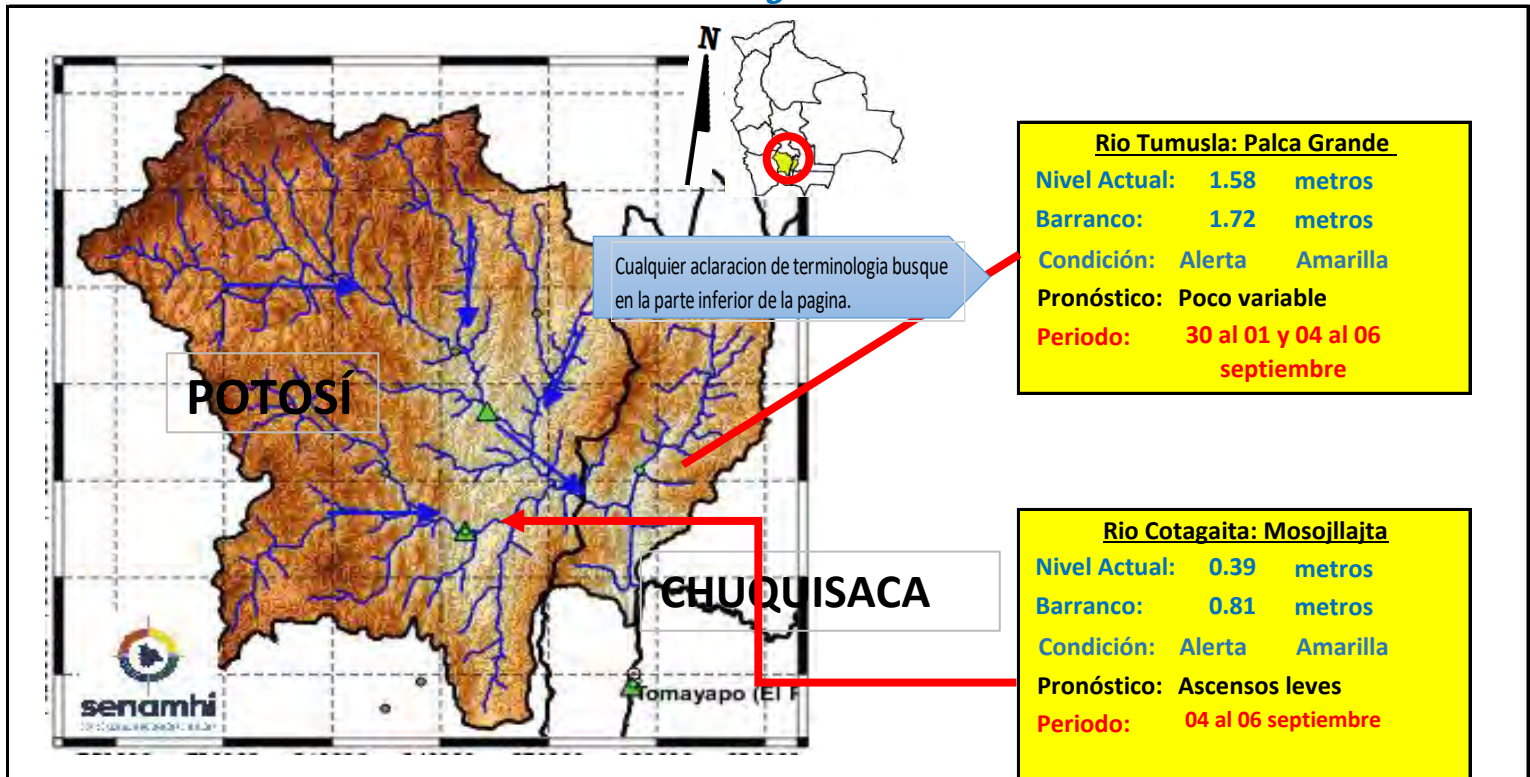 N
Cualquier aclaracion de terminologia busque
en la parte inferior de la pagina.
POTOSÍ
CHUQUISACA
Tomayapo (El
senamhi
Rio Tumusla: Palca Grande
Nivel Actual: 1.58 metros
Barranco: 1.72 metros
Condición: Alerta Amarilla
Pronóstico: Poco variable
Periodo: 30 al 01 y 04 al 06
septiembre
Rio Cotagaita: Mosojllajta
Nivel Actual: 0.39 metros
Barranco: 0.81 metros
Condición: Alerta Amarilla
Pronóstico: Ascensos leves
Periodo: 04 al 06 septiembre